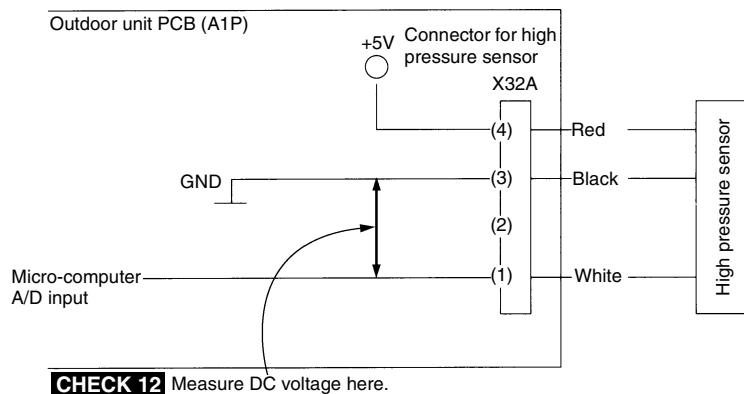 Outdoor unit PCB (A1P)
+5V
Connector for high
pressure sensor
X32A
(4)
Red
GND
(3)
Black
(2)
Micro-computer
A/D input
(1)
White
High pressure sensor
CHECK 12 Measure DC voltage here.